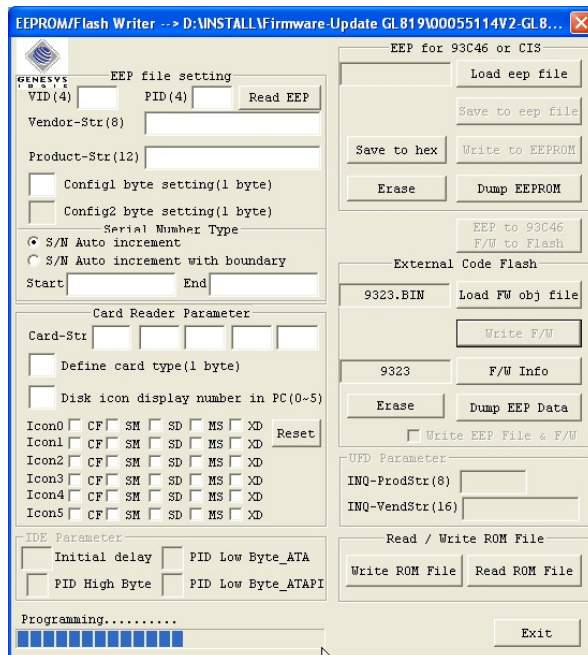 EEPROM/Flash Writer --> D:\INSTALL\Firmware-Update GL819\00055114V2-GL8...
GENESYS
LOGIC
EEP file setting
VID(4) PID(4) Read EEP
Vendor-Str(8)
Product-Str(12)
Config1 byte setting(1 byte)
Config2 byte setting(1 byte)
Serial Number Type
S/N Auto increment
S/N Auto increment with boundary
Start End
Card Reader Parameter
Card-Str
Define card type(1 byte)
Disk icon display number in PC(0~5)
Icon0 CF SM SD MS XD
Reset
Icon1 CF SM SD MS XD
Icon2 CF SM SD MS XD
Icon3 CF SM SD MS XD
Icon4 CF SM SD MS XD
Icon5 CF SM SD MS XD
IDE Parameter
Initial delay PID Low Byte_ATA
PID High Byte PID Low Byte_ATAPI
Programming..........
EEP for 93C46 or CIS
Load eep file
Save to eep file
Save to hex Write to EEPROM
Erase Dump EEPROM
EEP to 93C46
F/W to Flash
External Code Flash
9323.BIN Load FW obj file
Write F/W
9323 F/W Info
Erase Dump EEP Data
Write EEP File & F/W
UFD Parameter
INQ-ProdStr(8)
INQ-VendStr(16)
Read / Write ROM File
Write ROM File Read ROM File
Exit